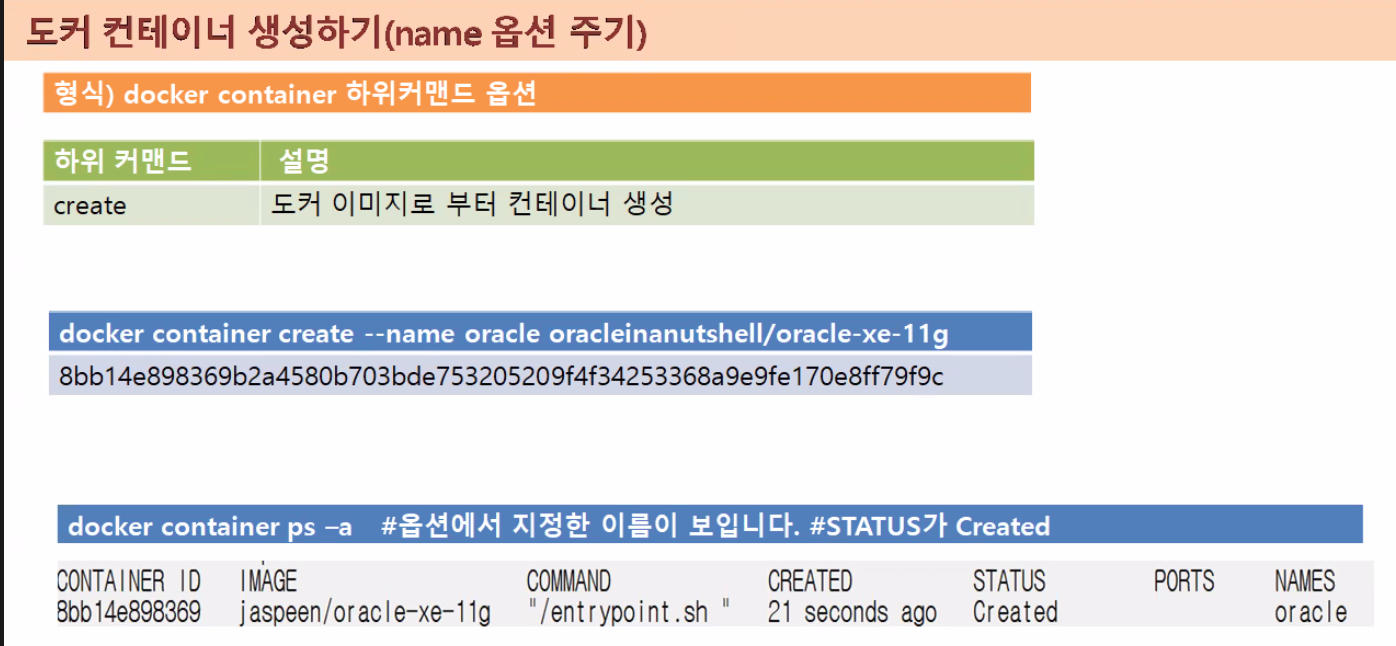 도커 컨테이너 생성하기(name 옵션 주기)
형식) docker container 하위커맨드 옵션
하위 커맨드 설명
create 도커 이미지로 부터 컨테이너 생성
docker container create --name oracle oracleinanutshell/oracle-xe-11g
8bb14e898369b2a4580b703bde753205209f4f34253368a9e9fe170e8ff79f9c
docker container ps –a #옵션에서 지정한 이름이 보입니다. #STATUS가 Created
CONTAINER ID IMAGE COMMAND CREATED STATUS PORTS NAMES
8bb14e898369 jaspeen/oracle-xe-11g "/entrypoint.sh " 21 seconds ago Created oracle